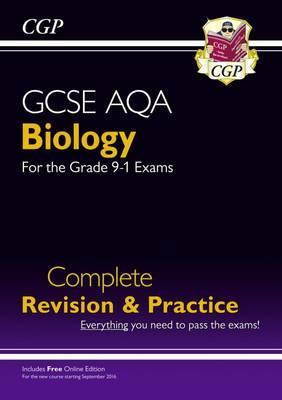 CGP
CGP
CGP
GCSE AQA
Biology
For the Grade 9-1 Exams
Complete
Revision & Practice
Everything you need to pass the exams!
Includes Free Online Edition
For the new course starting September 2016